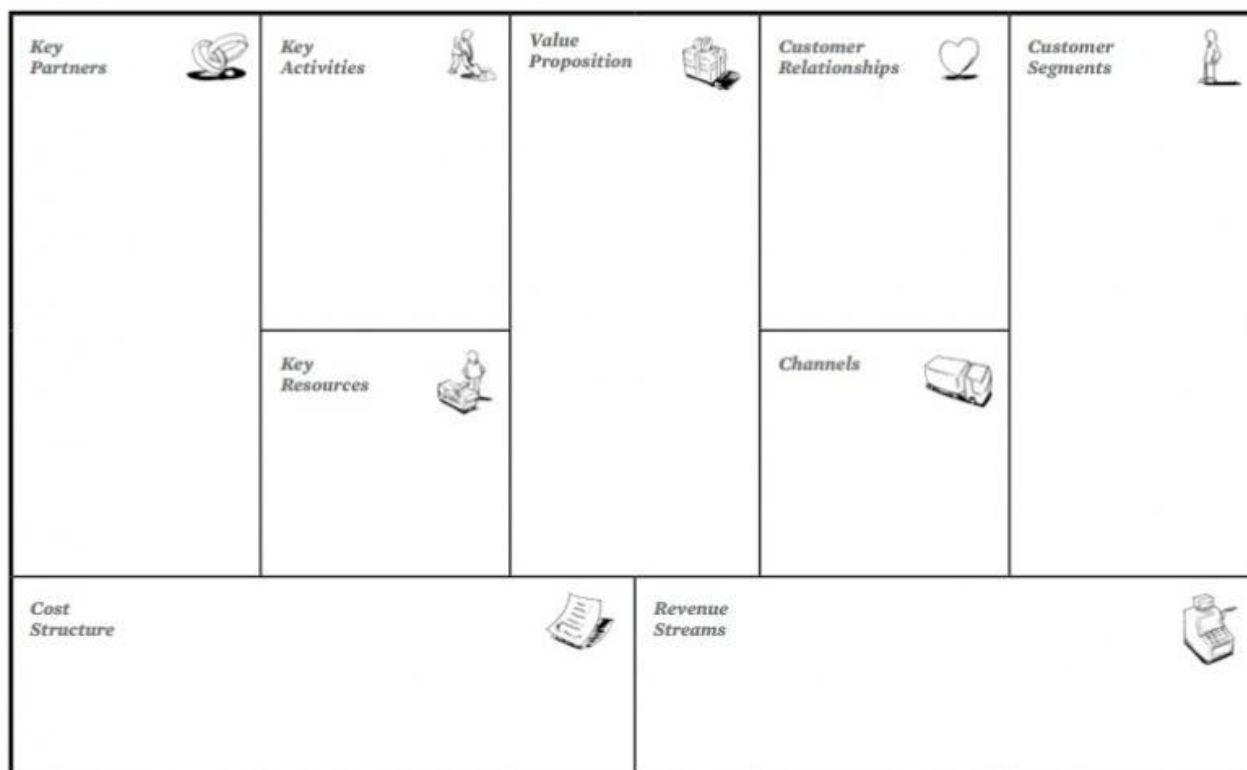 Key
Partners
Key
Activities
Value
Proposition
Customer
Relationships
Customer
Segments
Key
Resources
Channels
Cost
Structure
Revenue
Streams